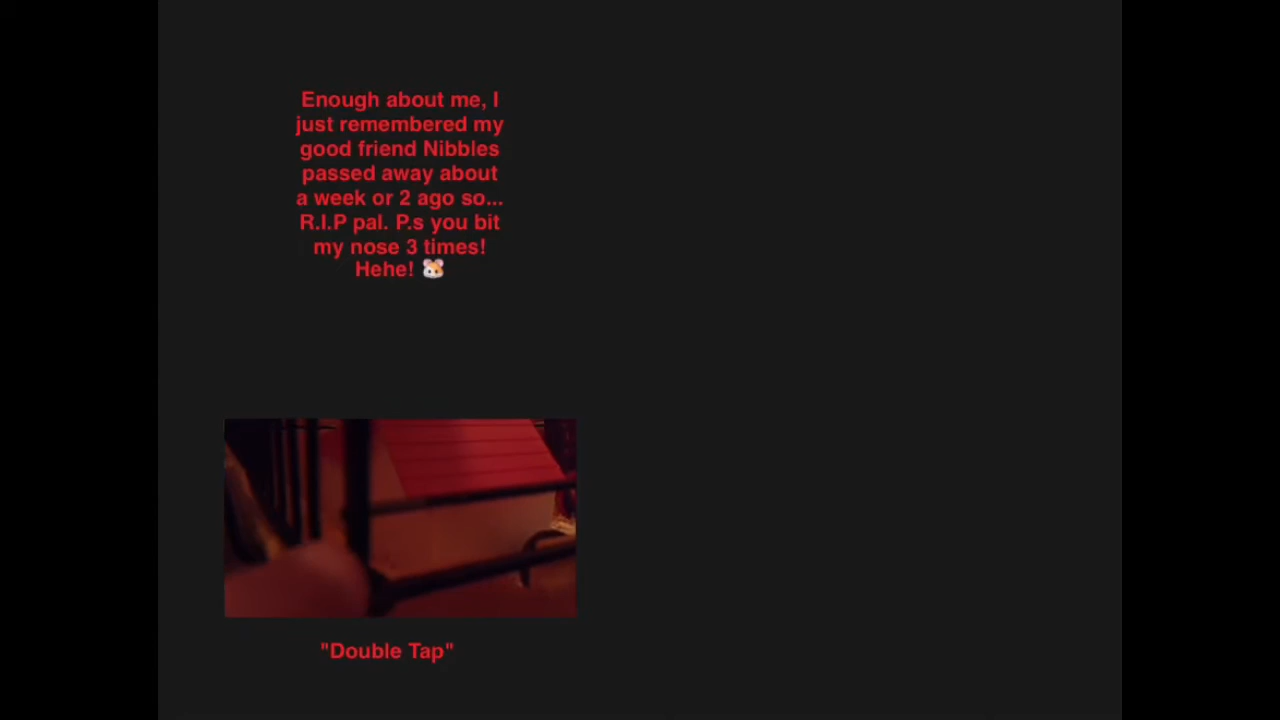 Enough about me, I
just remembered my
good friend Nibbles
passed away about
a week or 2 ago so...
R.I.P pal. P.s you bit
my nose 3 times!
Hehe! 🐹
"Double Tap"